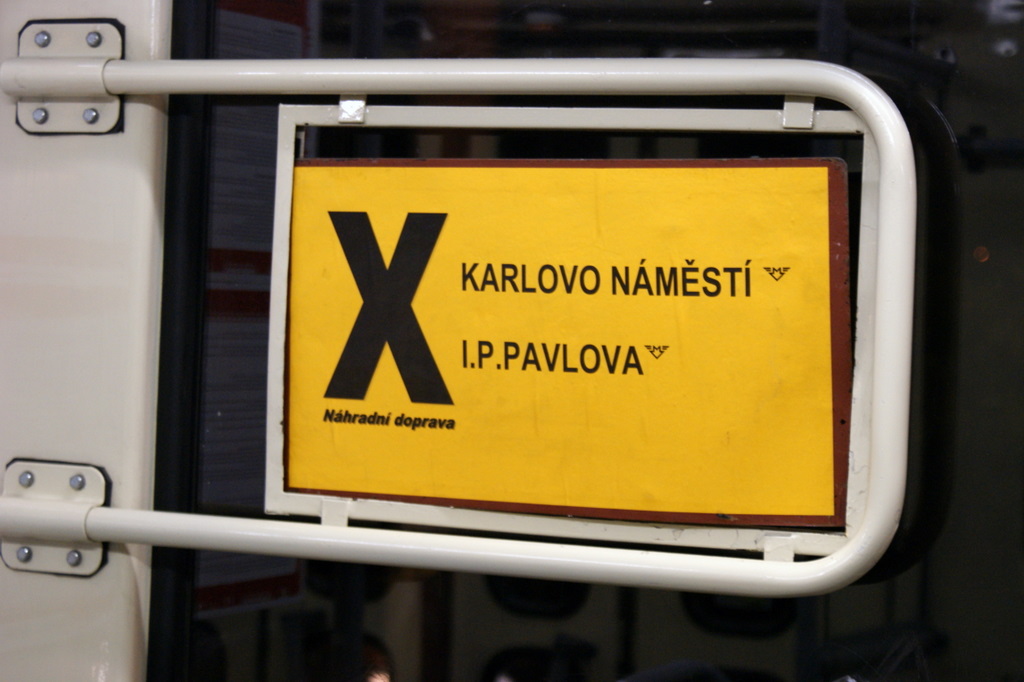 X
Náhradní doprava
KARLOVO NÁMĚSTÍ
I.P.PAVLOVA